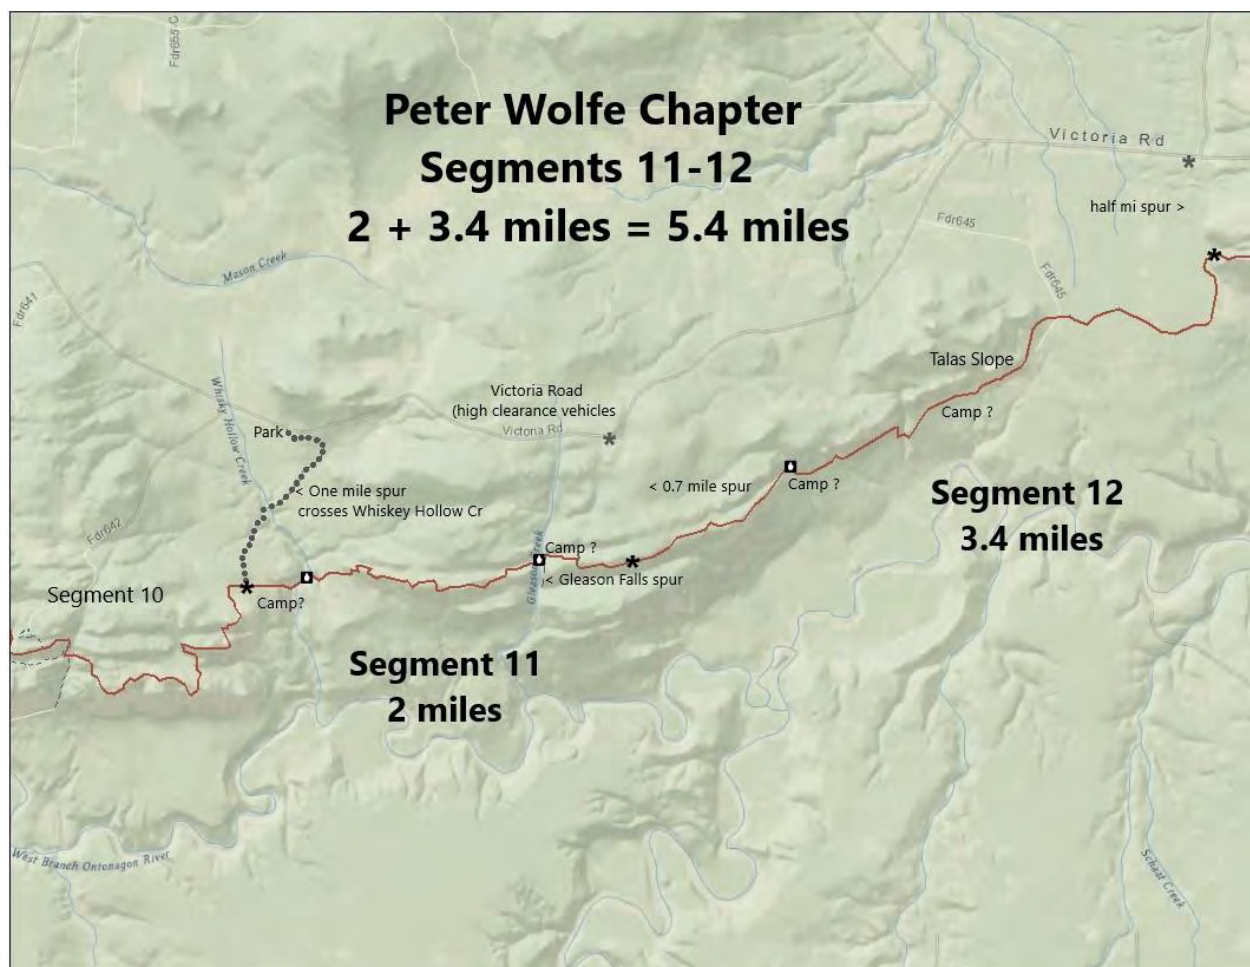 Fdr655 C
Peter Wolfe Chapter
Segments 11-12
2 + 3.4 miles = 5.4 miles
Victoria Rd
*
half mi spur >
*
Fdr645
Fdr645
Mason Creek
Fdr641
Talas Slope
Camp ?
Whisky Hollow Creek
Victoria Road
(high clearance vehicles
Victoria Rd
*
Park
< One mile spur
crosses Whiskey Hollow Cr
Fdr642
< 0.7 mile spur
Camp ?
Segment 12
3.4 miles
Camp ?
Gleason Creek
*
< Gleason Falls spur
Segment 10
*
Camp?
Segment 11
2 miles
West Branch Ontonagon River
Schaat Creek